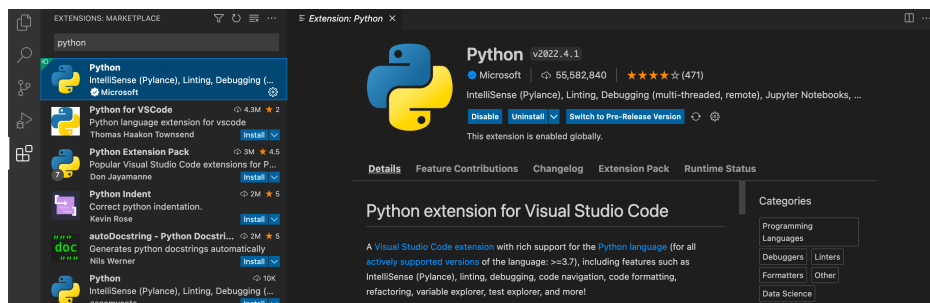 EXTENSIONS: MARKETPLACE
python
Python
IntelliSense (Pylance), Linting, Debugging (...
Microsoft
Python for VSCode 4.3M ★ 2
Python language extension for vscode
Thomas Haakon Townsend Install
Python Extension Pack 3M ★ 4.5
Popular Visual Studio Code extensions for P...
7
Don Jayamanne Install
Python Indent 2M ★ 5
Correct python indentation.
Kevin Rose Install
autoDocstring - Python Docstri... 2M ★ 5
doc
Generates python docstrings automatically
Nils Werner Install
Python 10K
IntelliSense (Pylance), Linting, Debugging (...
Install
Extension: Python
Python v2022.4.1
Microsoft 55,582,840 ★★★★☆ (471)
IntelliSense (Pylance), Linting, Debugging (multi-threaded, remote), Jupyter Notebooks, ...
Disable Uninstall Switch to Pre-Release Version
This extension is enabled globally.
Details Feature Contributions Changelog Extension Pack Runtime Status
Python extension for Visual Studio Code
A Visual Studio Code extension with rich support for the Python language (for all
actively supported versions of the language: >=3.7), including features such as
IntelliSense (Pylance), linting, debugging, code navigation, code formatting,
refactoring, variable explorer, test explorer, and more!
Categories
Programming
Languages
Debuggers Linters
Formatters Other
Data Science